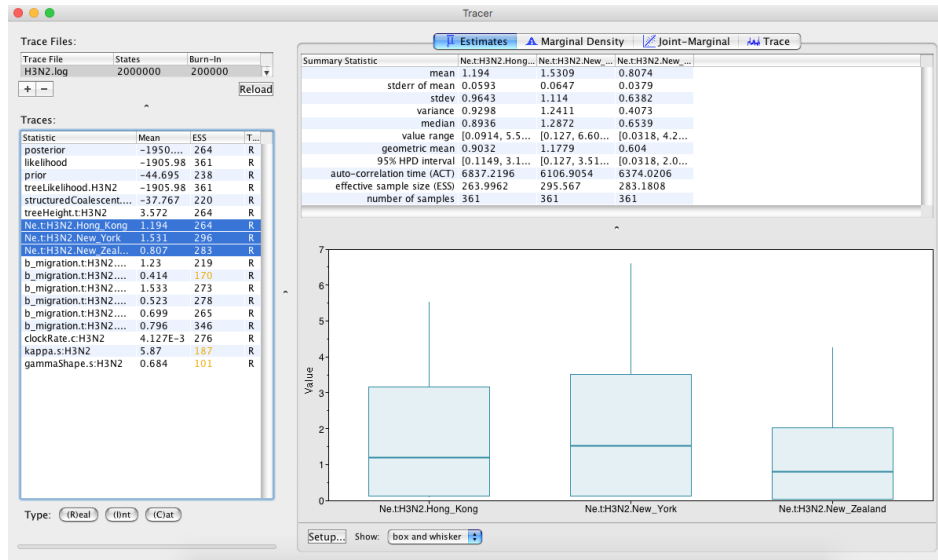 Tracer
Trace Files:
Trace File States Burn-In
H3N2.log 2000000 200000
+ − Reload
Traces:
Statistic Mean ESS T...
posterior −1950.... 264 R
likelihood −1905.98 361 R
prior −44.695 238 R
treeLikelihood.H3N2 −1905.98 361 R
structuredCoalescent.... −37.767 220 R
treeHeight.t:H3N2 3.572 264 R
Ne.t:H3N2.Hong_Kong 1.194 264 R
Ne.t:H3N2.New_York 1.531 296 R
Ne.t:H3N2.New_Zeal... 0.807 283 R
b_migration.t:H3N2.... 1.23 219 R
b_migration.t:H3N2.... 0.414 170 R
b_migration.t:H3N2.... 1.533 273 R
b_migration.t:H3N2.... 0.523 278 R
b_migration.t:H3N2.... 0.699 265 R
b_migration.t:H3N2.... 0.796 346 R
clockRate.c:H3N2 4.127E-3 276 R
kappa.s:H3N2 5.87 187 R
gammaShape.s:H3N2 0.684 101 R
Type: (R)eal (I)nt (C)at
Estimates Marginal Density Joint-Marginal Trace
Summary Statistic Ne.t:H3N2.Hong... Ne.t:H3N2.New_... Ne.t:H3N2.New_...
mean 1.194 1.5309 0.8074
stderr of mean 0.0593 0.0647 0.0379
stdev 0.9643 1.114 0.6382
variance 0.9298 1.2411 0.4073
median 0.8936 1.2872 0.6539
value range [0.0914, 5.5... [0.127, 6.60... [0.0318, 4.2...
geometric mean 0.9032 1.1779 0.604
95% HPD interval [0.1149, 3.1... [0.127, 3.51... [0.0318, 2.0...
auto-correlation time (ACT) 6837.2196 6106.9054 6374.0206
effective sample size (ESS) 263.9962 295.567 283.1808
number of samples 361 361 361
Value
7
6
5
4
3
2
1
0
Ne.t:H3N2.Hong_Kong Ne.t:H3N2.New_York Ne.t:H3N2.New_Zealand
Setup... Show: box and whisker